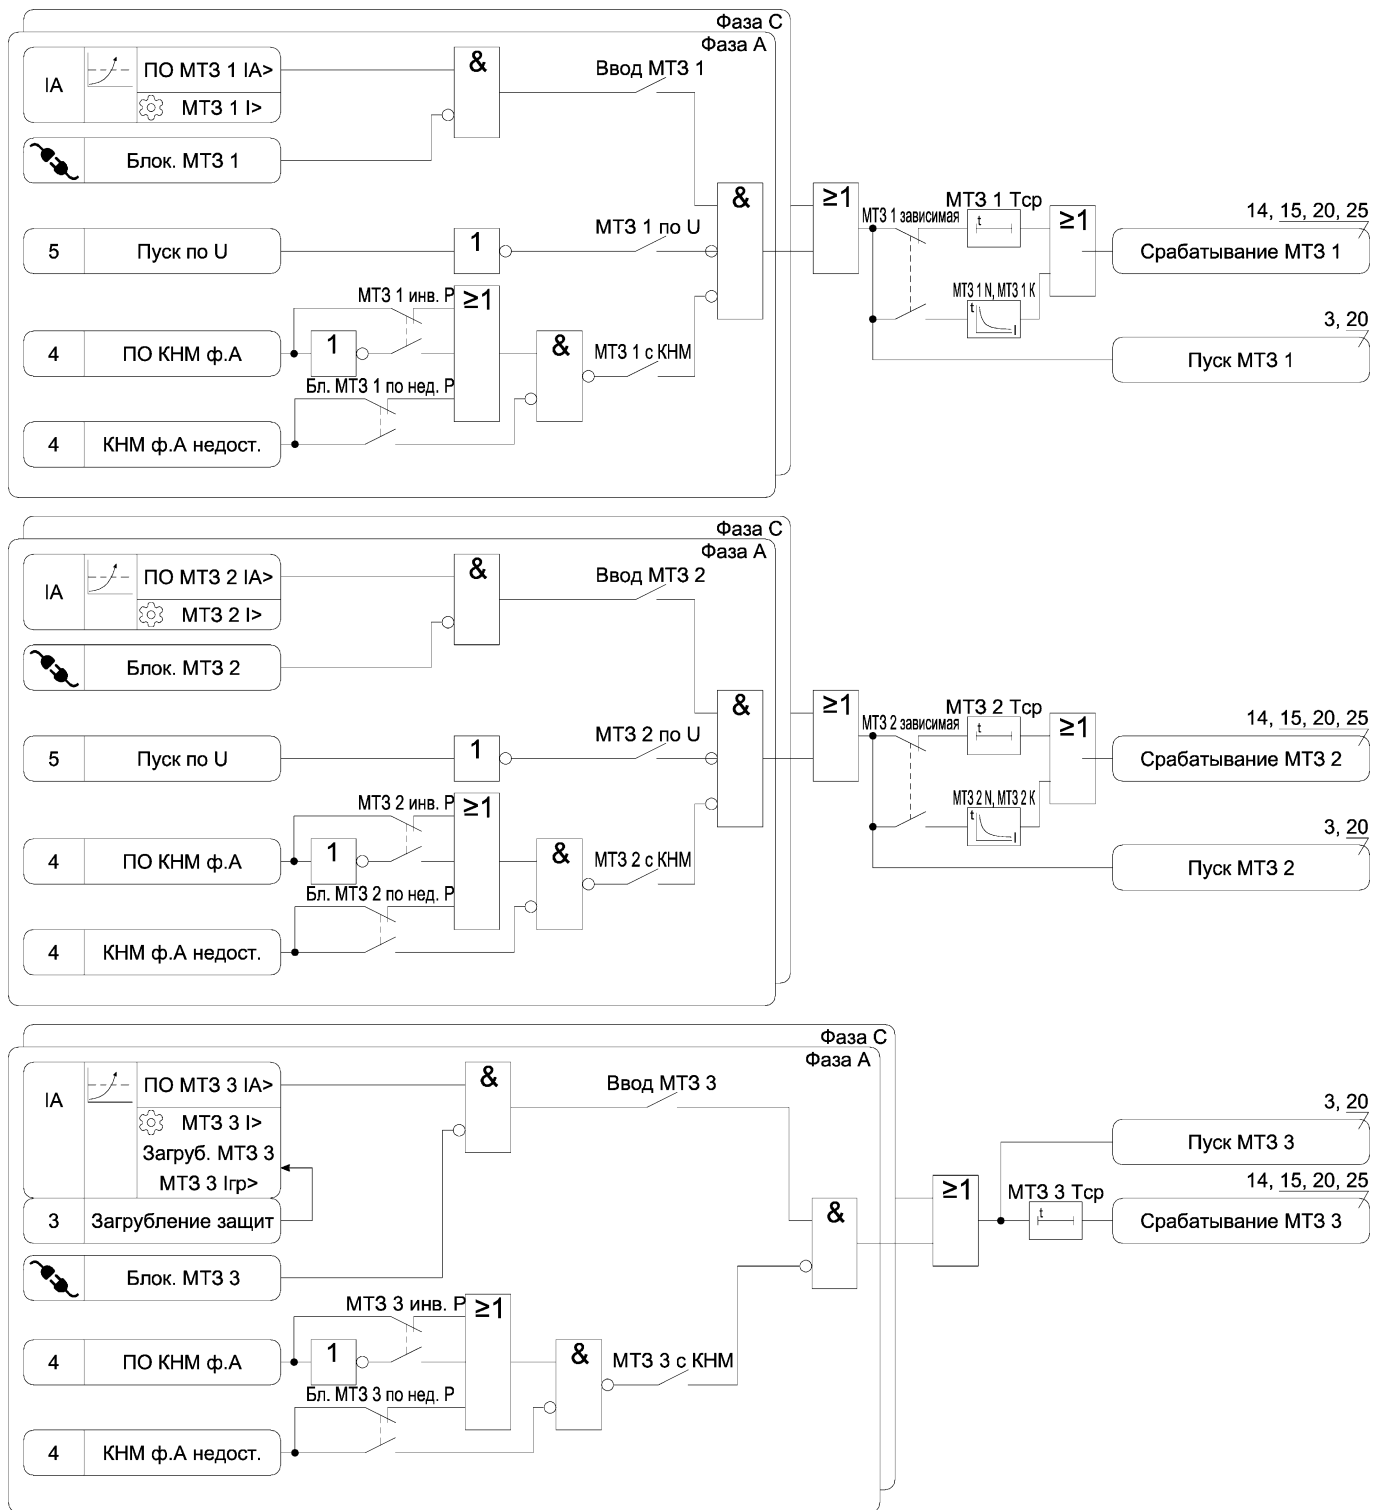 Фаза С
Фаза А
IA
ПО МТЗ 1 IA>
МТЗ 1 I>
&
Ввод МТЗ 1
Блок. МТЗ 1
5
Пуск по U
1
МТЗ 1 по U
&
≥1
МТЗ 1 зависимая
МТЗ 1 Тср
t
≥1
14, 15, 20, 25
Срабатывание МТЗ 1
МТЗ 1 N, МТЗ 1 К
t
I
3, 20
Пуск МТЗ 1
МТЗ 1 инв. Р
≥1
4
ПО КНМ ф.А
1
&
МТЗ 1 с КНМ
Бл. МТЗ 1 по нед. Р
4
КНМ ф.А недост.
Фаза С
Фаза А
IA
ПО МТЗ 2 IA>
МТЗ 2 I>
&
Ввод МТЗ 2
Блок. МТЗ 2
5
Пуск по U
1
МТЗ 2 по U
&
≥1
МТЗ 2 зависимая
МТЗ 2 Тср
t
≥1
14, 15, 20, 25
Срабатывание МТЗ 2
МТЗ 2 N, МТЗ 2 К
t
I
3, 20
Пуск МТЗ 2
МТЗ 2 инв. Р
≥1
4
ПО КНМ ф.А
1
&
МТЗ 2 с КНМ
Бл. МТЗ 2 по нед. Р
4
КНМ ф.А недост.
Фаза С
Фаза А
IA
ПО МТЗ 3 IA>
МТЗ 3 I>
Загруб. МТЗ 3
МТЗ 3 Iгр>
&
Ввод МТЗ 3
3
Загрубление защит
Блок. МТЗ 3
&
≥1
3, 20
Пуск МТЗ 3
МТЗ 3 Тср
t
14, 15, 20, 25
Срабатывание МТЗ 3
МТЗ 3 инв. Р
≥1
4
ПО КНМ ф.А
1
&
МТЗ 3 с КНМ
Бл. МТЗ 3 по нед. Р
4
КНМ ф.А недост.